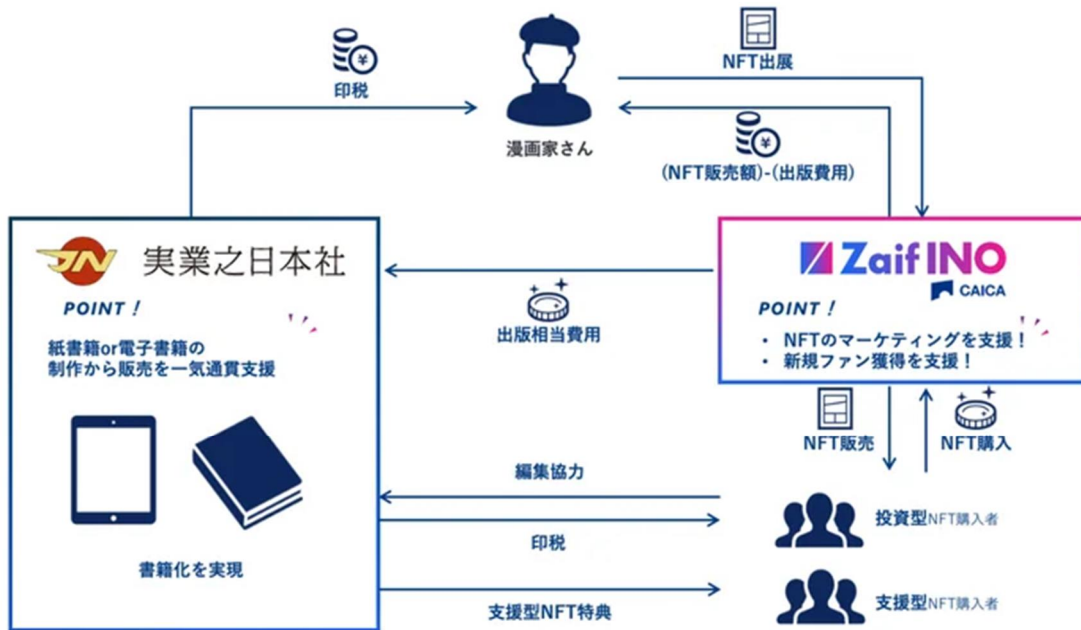 印税
NFT出展
漫画家さん
(NFT販売額)-(出版費用)
JN 実業之日本社
POINT！
紙書籍or電子書籍の
制作から販売を一気通貫支援
書籍化を実現
出版相当費用
Zaif INO
CAICA
POINT！
・ NFTのマーケティングを支援！
・ 新規ファン獲得を支援！
NFT販売
NFT購入
編集協力
印税
投資型NFT購入者
支援型NFT特典
支援型NFT購入者